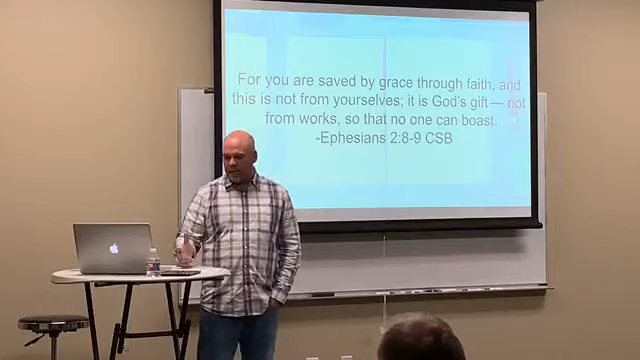 For you are saved by grace through faith, and
this is not from yourselves; it is God's gift — not
from works, so that no one can boast.
-Ephesians 2:8-9 CSB